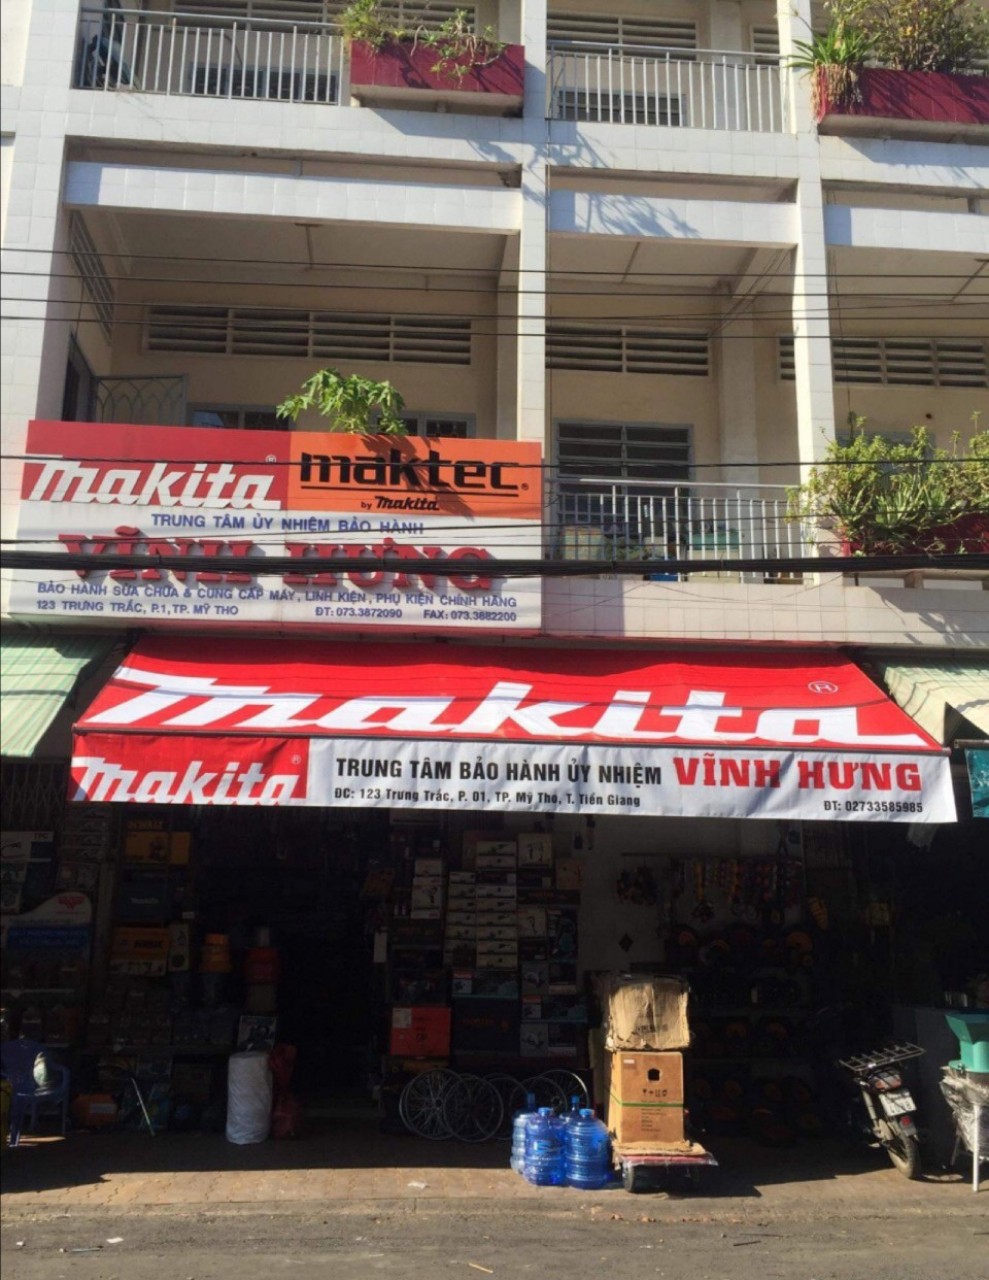 makita®
maktec®
by makita
TRUNG TÂM ỦY NHIỆM BẢO HÀNH
VĨNH HƯNG
BẢO HÀNH SỬA CHỮA & CUNG CẤP MÁY, LINH KIỆN, PHỤ KIỆN CHÍNH HÃNG
123 TRƯNG TRẮC, P.1, TP. MỸ THO ĐT: 073.3872090 FAX: 073.3882200
makita®
makita®
TRUNG TÂM BẢO HÀNH ỦY NHIỆM VĨNH HƯNG
ĐC: 123 Trưng Trắc, P. 01, TP. Mỹ Tho, T. Tiền Giang
ĐT: 02733585985